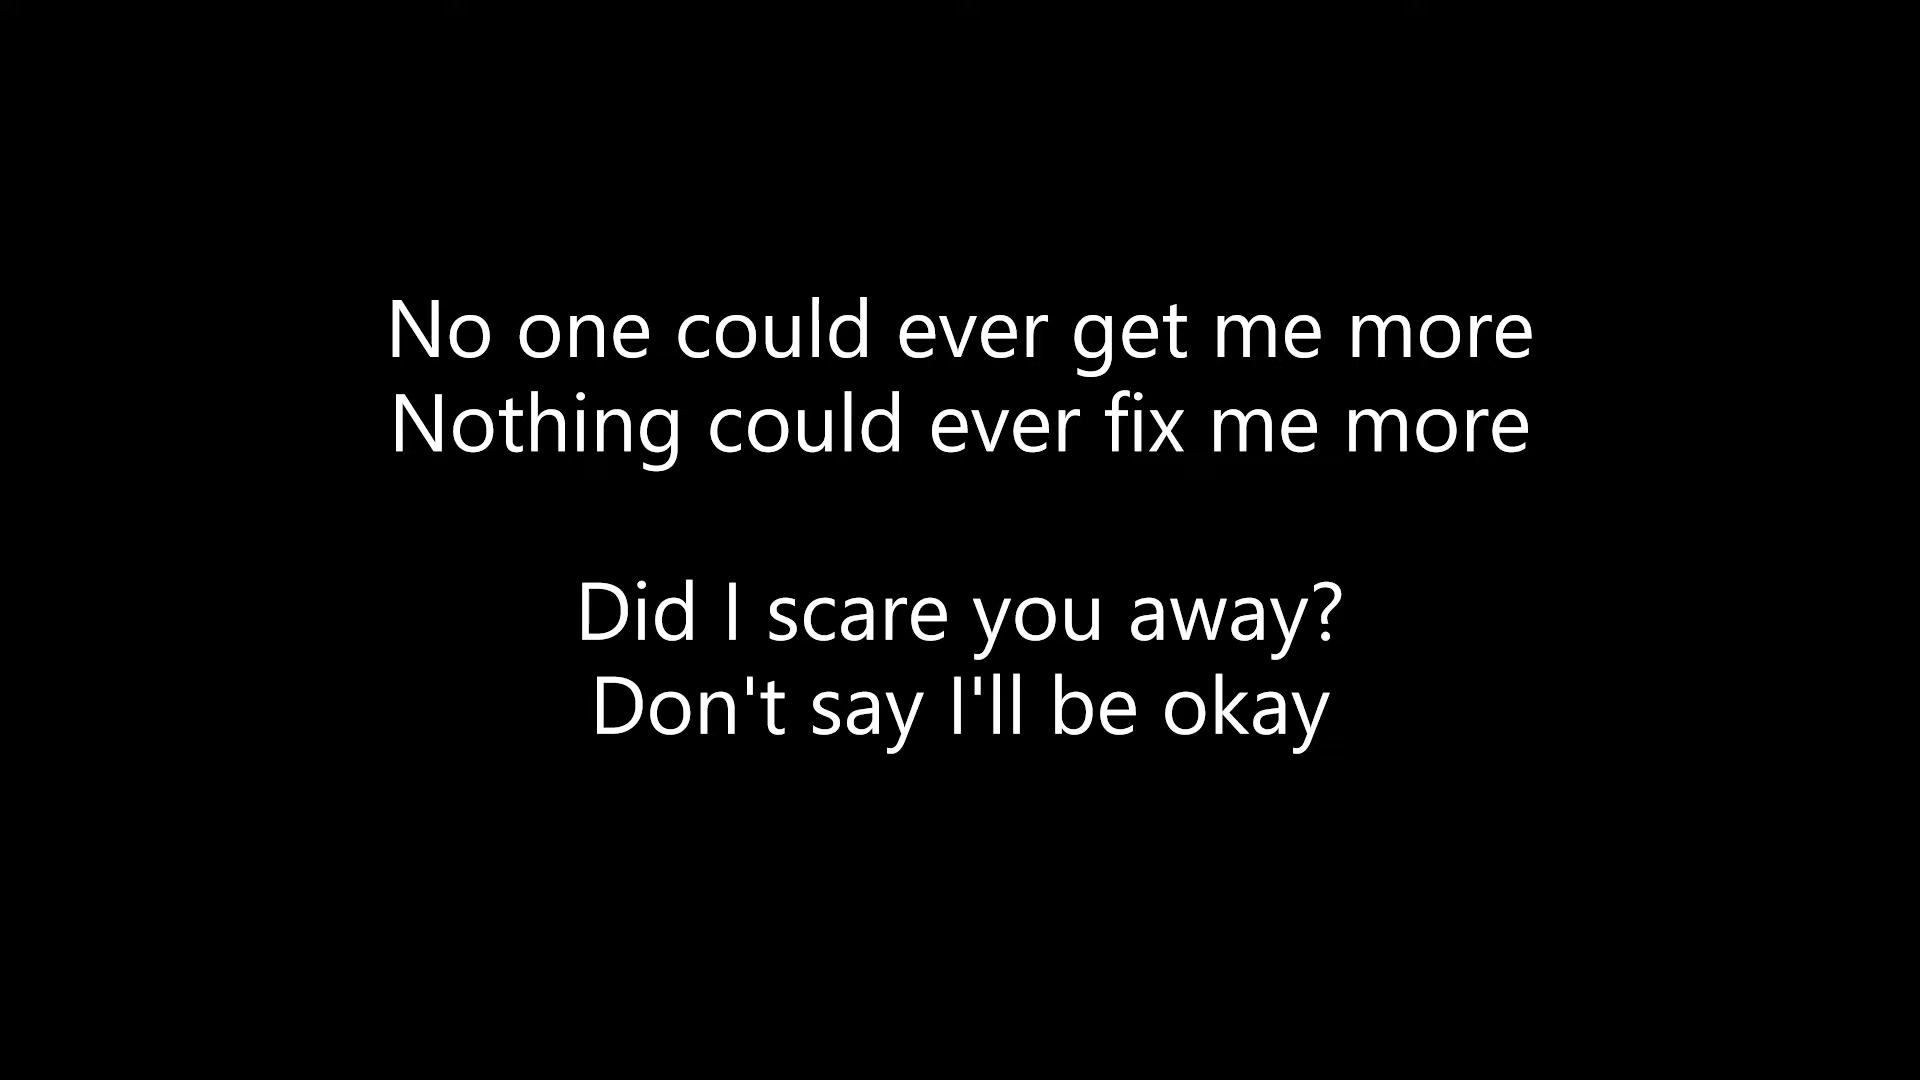 No one could ever get me more
Nothing could ever fix me more
Did I scare you away?
Don't say I'll be okay